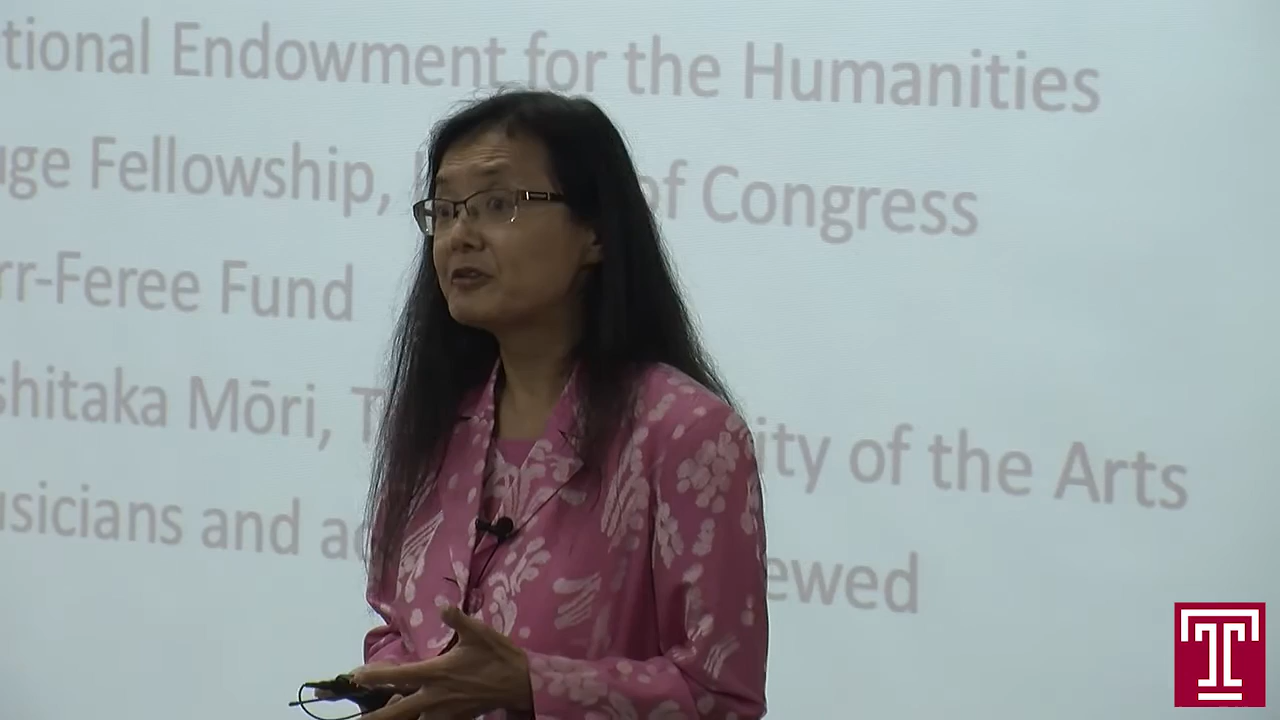 tional Endowment for the Humanities
uge Fellowship, of Congress
rr-Feree Fund
shitaka Mōri, T ity of the Arts
usicians and ac ewed
T